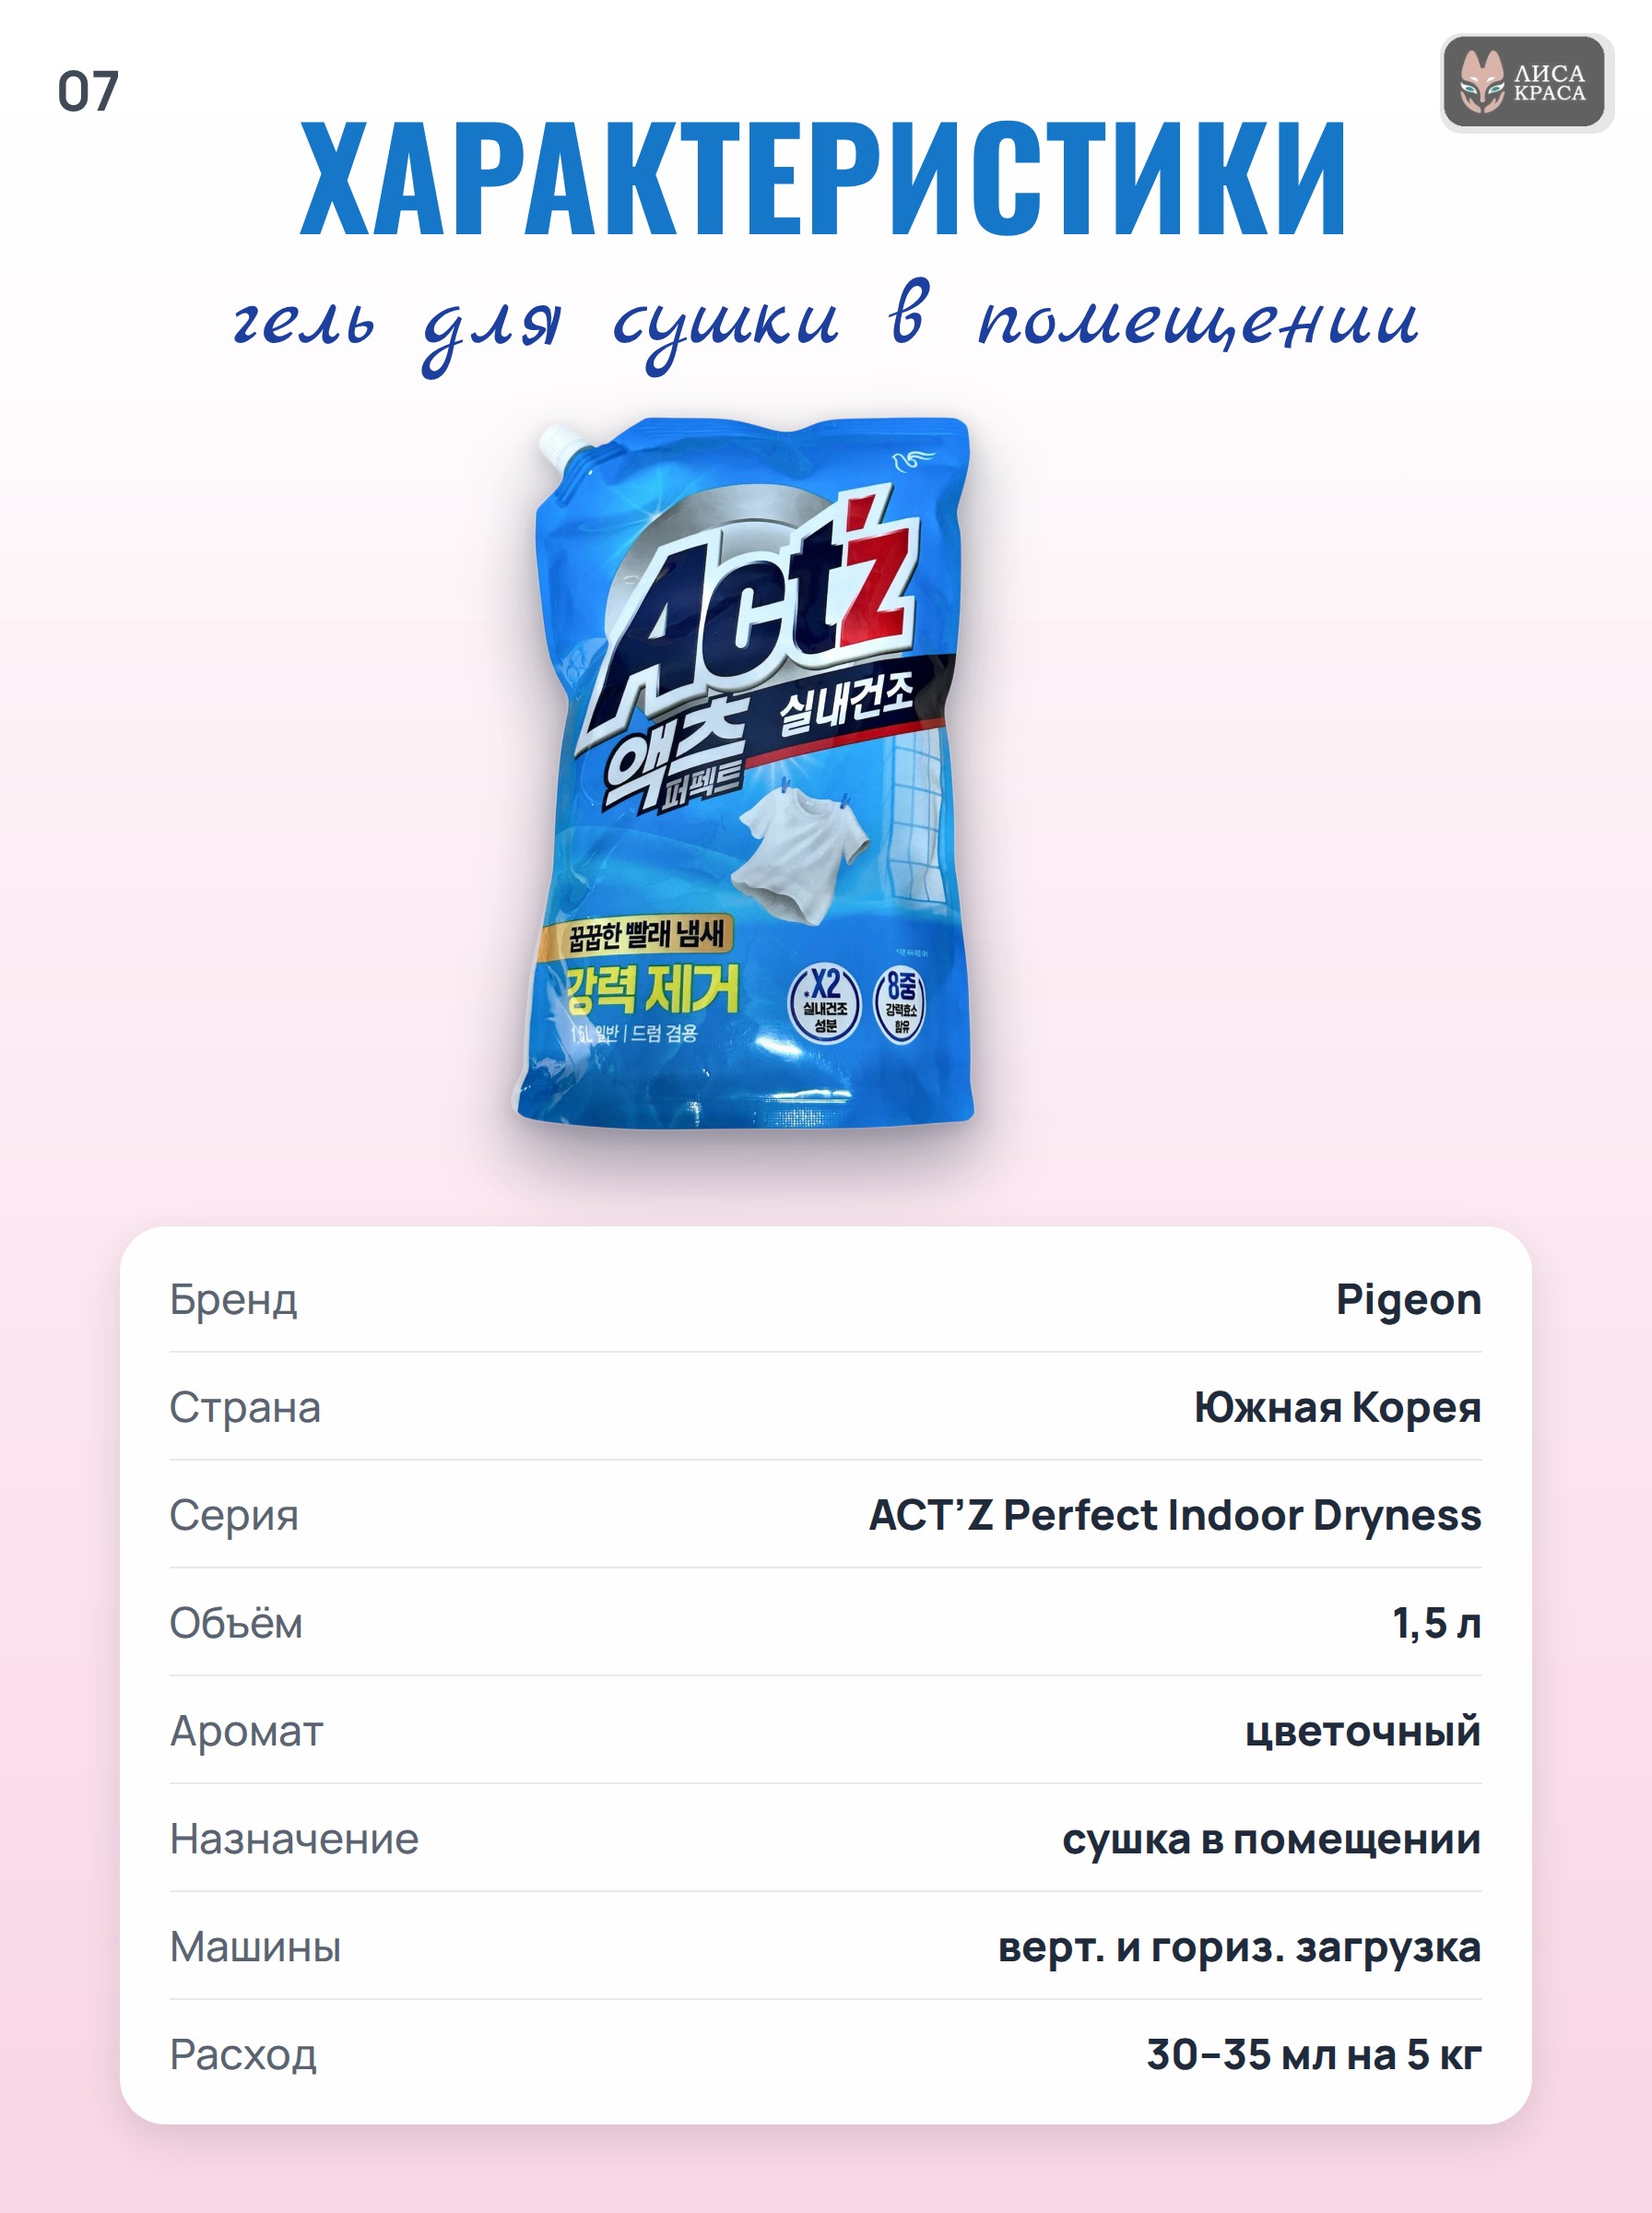 07
ЛИСА
КРАСА
ХАРАКТЕРИСТИКИ
гель для сушки в помещении
Act'z
액츠 실내건조
퍼펙트
꿉꿉한 빨래 냄새
강력 제거
1.5L 일반 | 드럼 겸용
*X2
실내건조
성분
8중
강력효소
함유
Бренд Pigeon
Страна Южная Корея
Серия ACT’Z Perfect Indoor Dryness
Объём 1,5 л
Аромат цветочный
Назначение сушка в помещении
Машины верт. и гориз. загрузка
Расход 30–35 мл на 5 кг